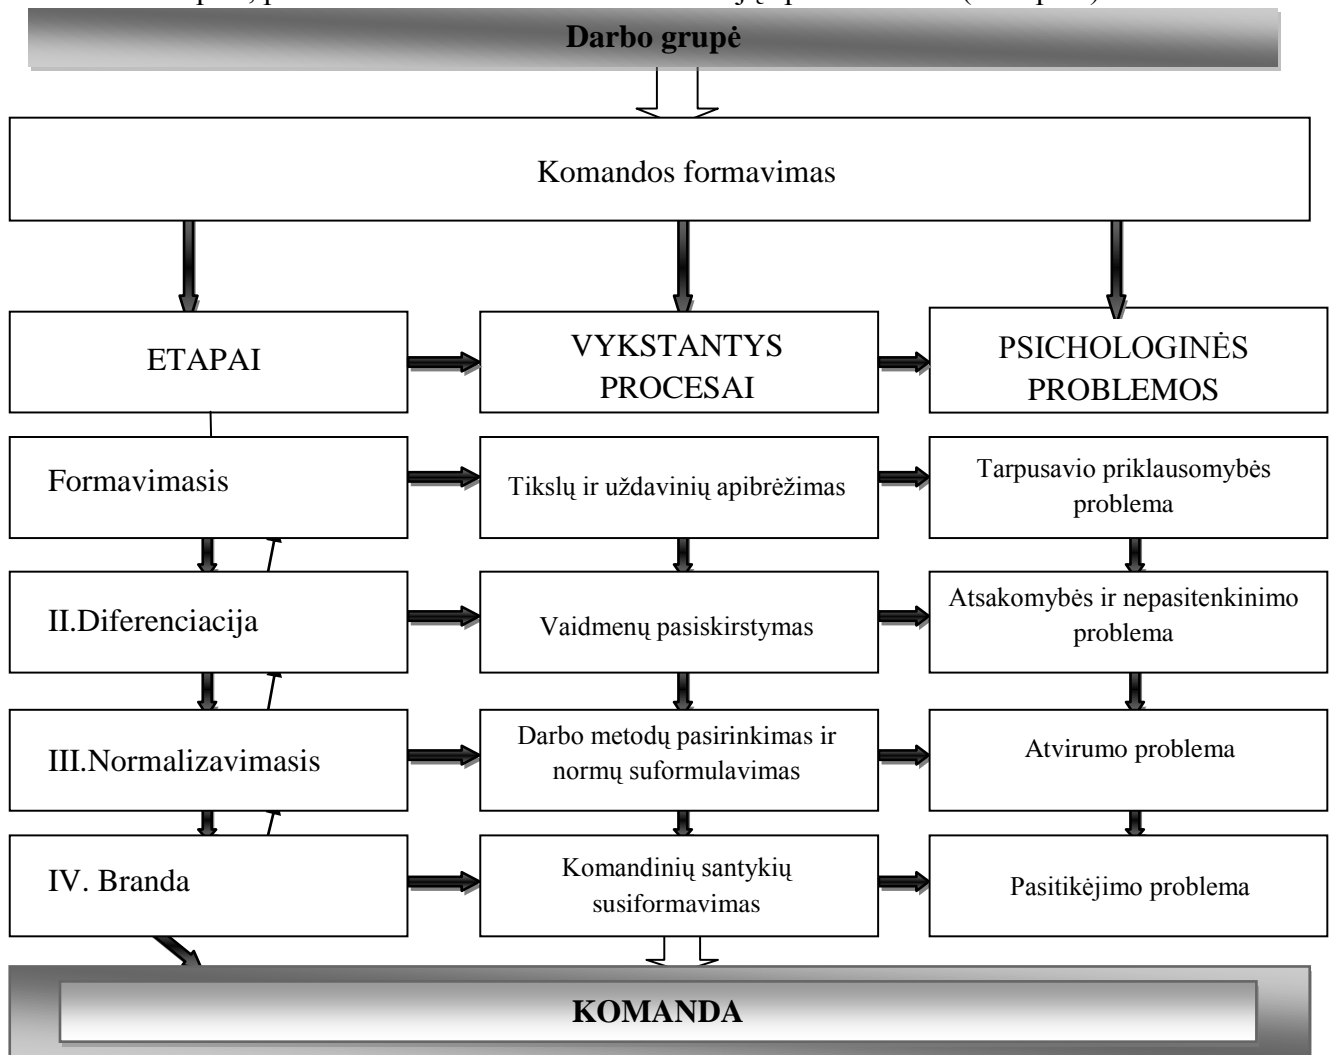 Darbo grupė
Komandos formavimas
ETAPAI
VYKSTANTYS
PROCESAI
PSICHOLOGINĖS
PROBLEMOS
Formavimasis
Tikslų ir uždavinių apibrėžimas
Tarpusavio priklausomybės
problema
II.Diferenciacija
Vaidmenų pasiskirstymas
Atsakomybės ir nepasitenkinimo
problema
III.Normalizavimasis
Darbo metodų pasirinkimas ir
normų suformulavimas
Atvirumo problema
IV. Branda
Komandinių santykių
susiformavimas
Pasitikėjimo problema
KOMANDA